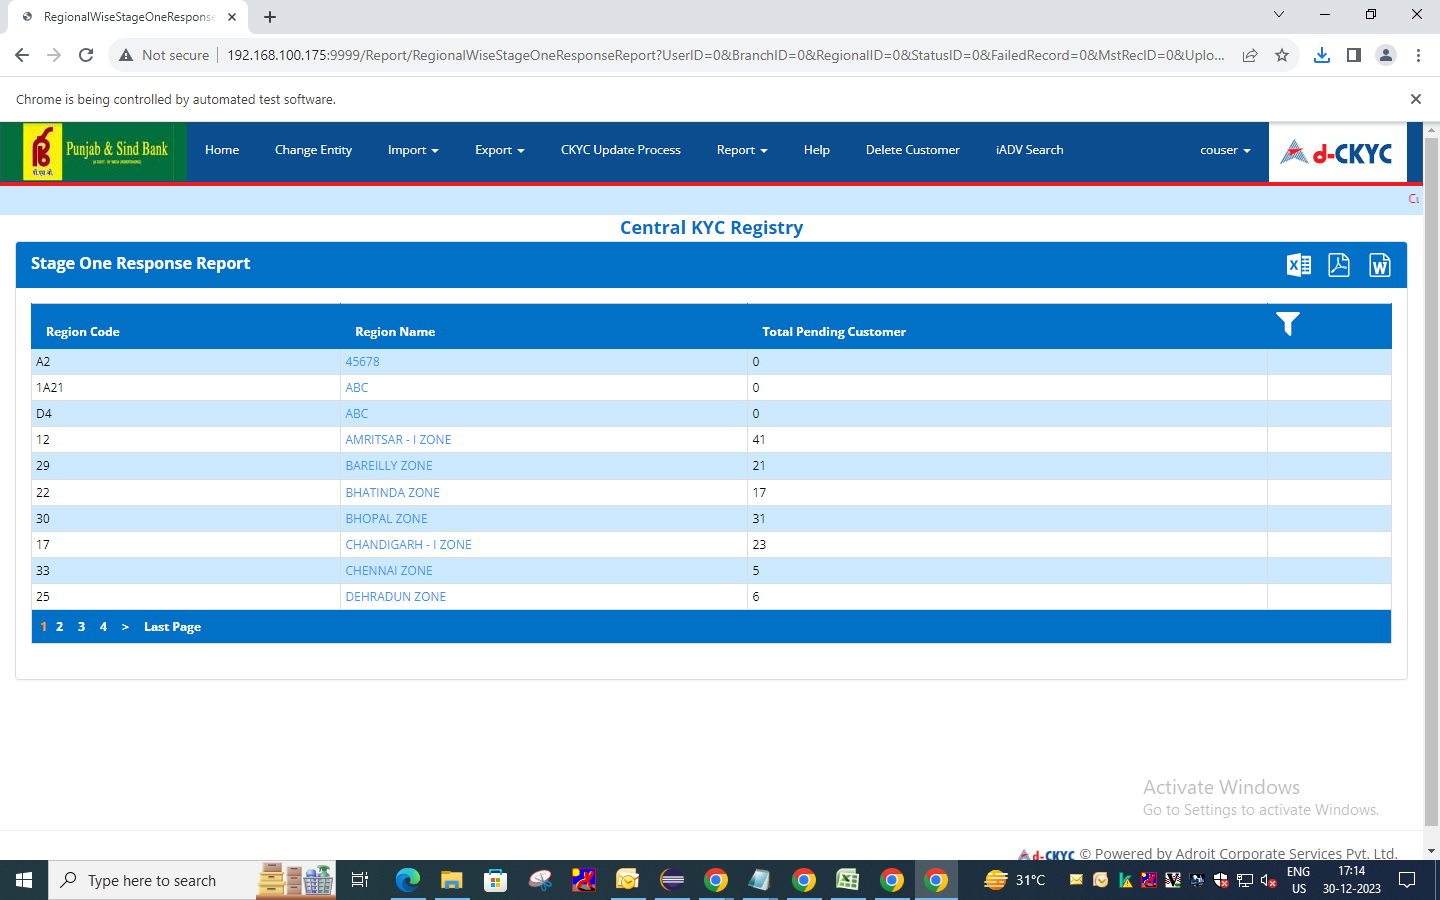 RegionalWiseStageOneResponse
Not secure
192.168.100.175:9999/Report/RegionalWiseStageOneResponseReport?UserID=0&BranchID=0&RegionalID=0&StatusID=0&FailedRecord=0&MstRecID=0&Uplo...
Chrome is being controlled by automated test software.
Punjab & Sind Bank
पी.एस.बी.
Home
Change Entity
Import
Export
CKYC Update Process
Report
Help
Delete Customer
iADV Search
couser
d-CKYC
Central KYC Registry
Stage One Response Report
Region Code Region Name Total Pending Customer
A2 45678 0
1A21 ABC 0
D4 ABC 0
12 AMRITSAR - I ZONE 41
29 BAREILLY ZONE 21
22 BHATINDA ZONE 17
30 BHOPAL ZONE 31
17 CHANDIGARH - I ZONE 23
33 CHENNAI ZONE 5
25 DEHRADUN ZONE 6
1 2 3 4 > Last Page
Activate Windows
Go to Settings to activate Windows.
d-CKYC © Powered by Adroit Corporate Services Pvt. Ltd.
Type here to search
31°C
ENG
US
17:14
30-12-2023